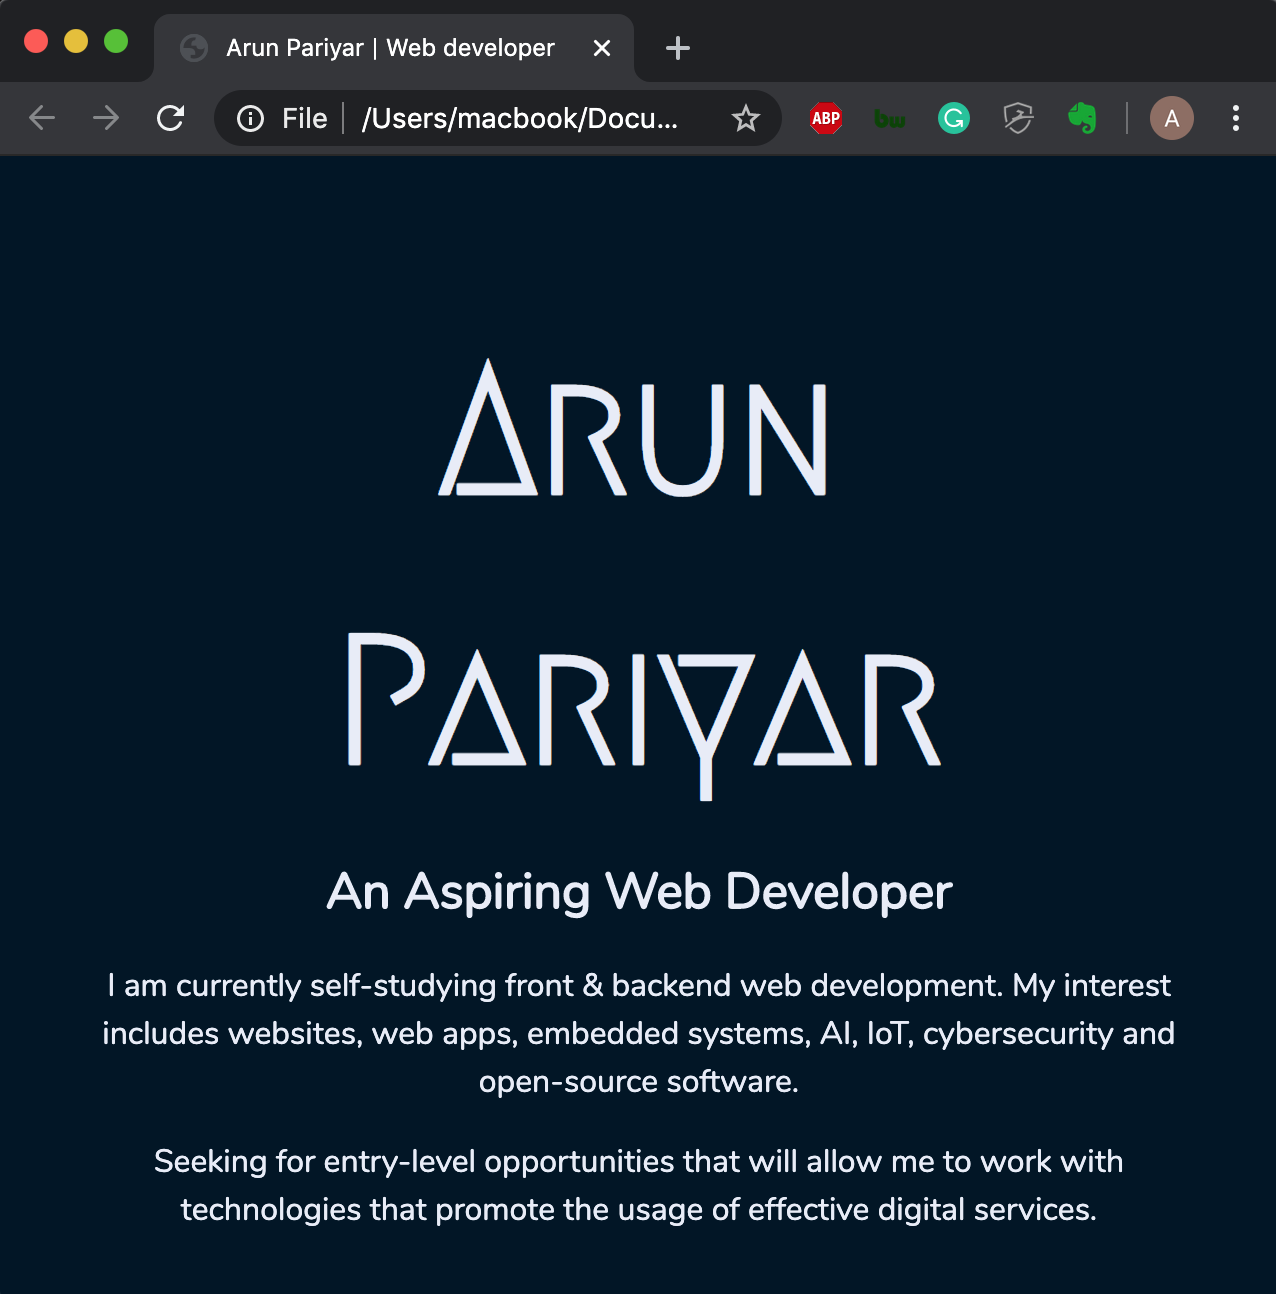 Arun Pariyar | Web developer
File /Users/macbook/Docu...
ABP
bw
G
A
Arun
Pariyar
An Aspiring Web Developer
I am currently self-studying front & backend web development. My interest
includes websites, web apps, embedded systems, AI, IoT, cybersecurity and
open-source software.
Seeking for entry-level opportunities that will allow me to work with
technologies that promote the usage of effective digital services.